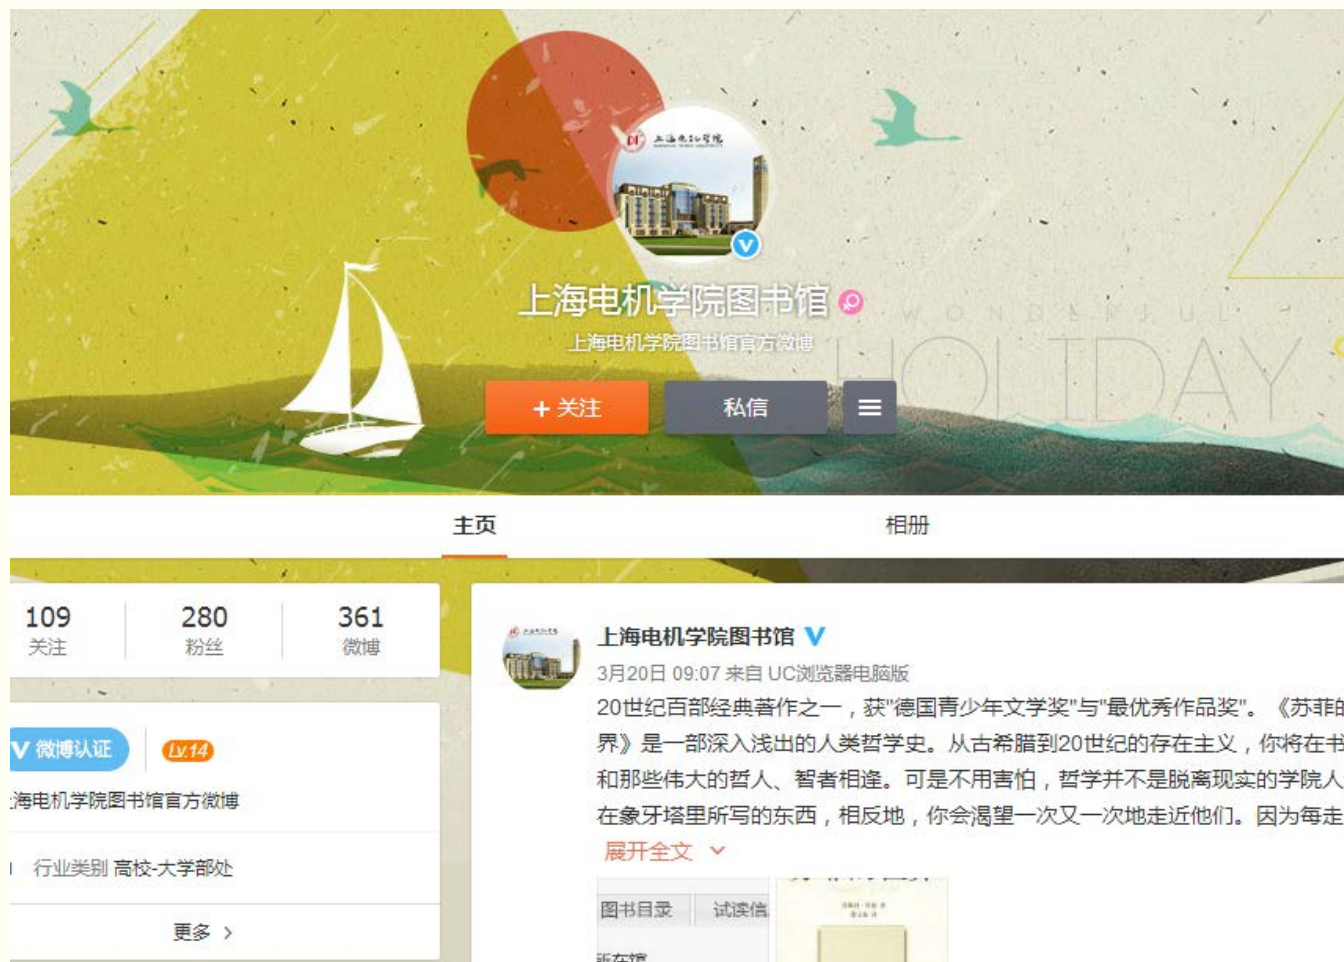 上海电机学院
上海电机学院图书馆
上海电机学院图书馆官方微博
WONDERFUL
HOLIDAY
+ 关注
私信
主页
相册
109
280
361
关注
粉丝
微博
V 微博认证
Lv.14
海电机学院图书馆官方微博
行业类别 高校-大学部处
更多
上海电机学院图书馆 V
3月20日 09:07 来自 UC浏览器电脑版
20世纪百部经典著作之一，获"德国青少年文学奖"与"最优秀作品奖"。《苏菲的
界》是一部深入浅出的人类哲学史。从古希腊到20世纪的存在主义，你将在书
和那些伟大的哲人、智者相逢。可是不用害怕，哲学并不是脱离现实的学院人
在象牙塔里所写的东西，相反地，你会渴望一次又一次地走近他们。因为每走
展开全文
图书目录
试读信
所在馆